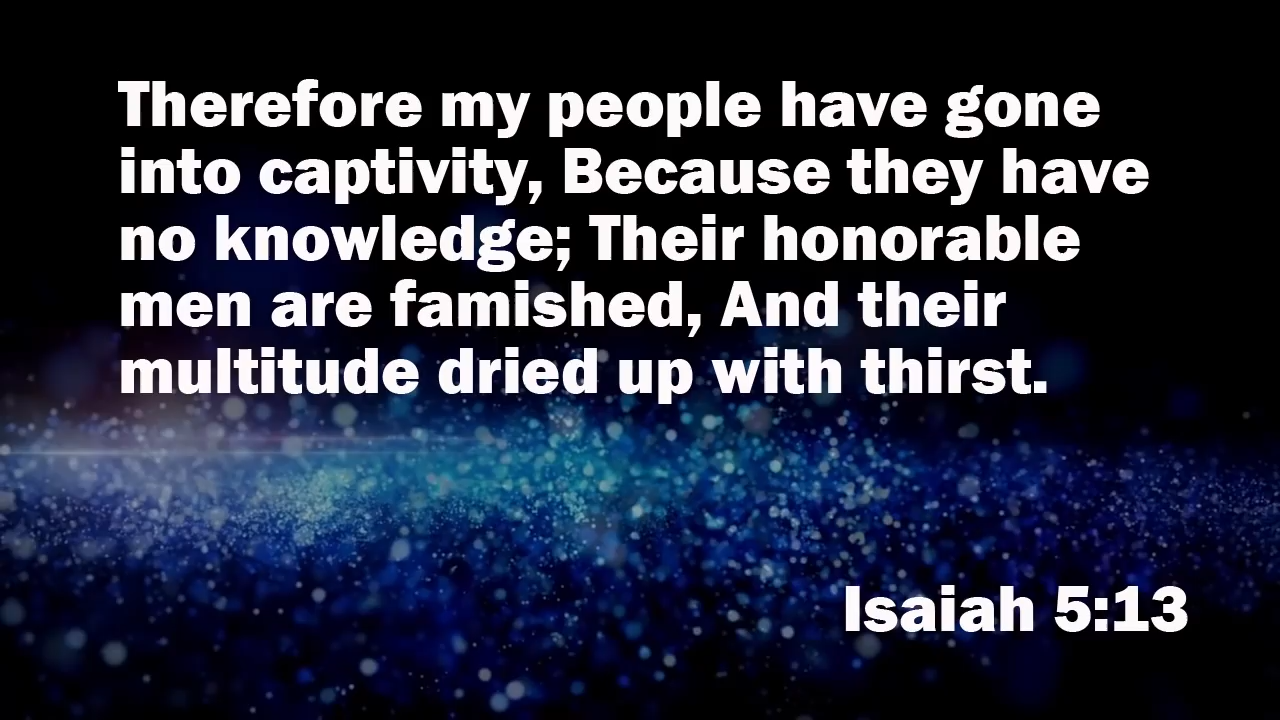 Therefore my people have gone
into captivity, Because they have
no knowledge; Their honorable
men are famished, And their
multitude dried up with thirst.
Isaiah 5:13